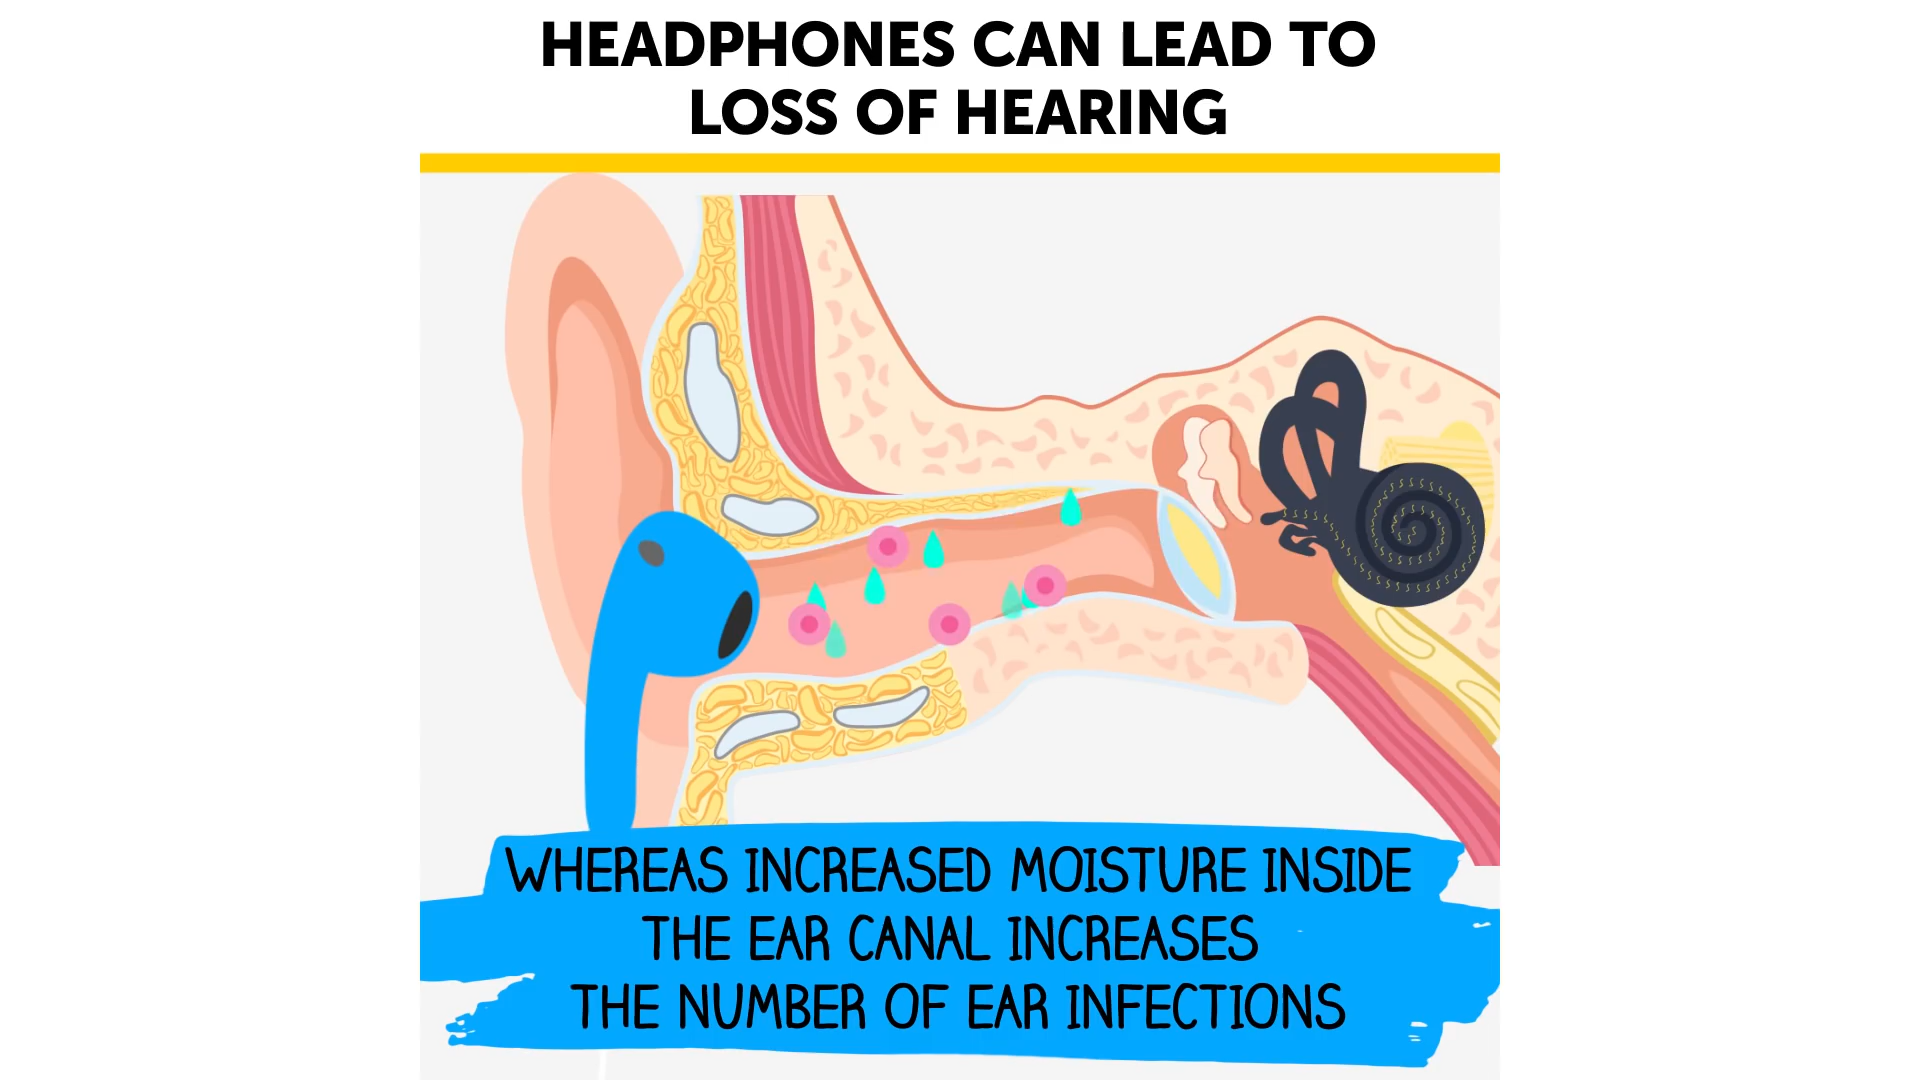 HEADPHONES CAN LEAD TO
LOSS OF HEARING
WHEREAS INCREASED MOISTURE INSIDE
THE EAR CANAL INCREASES
THE NUMBER OF EAR INFECTIONS